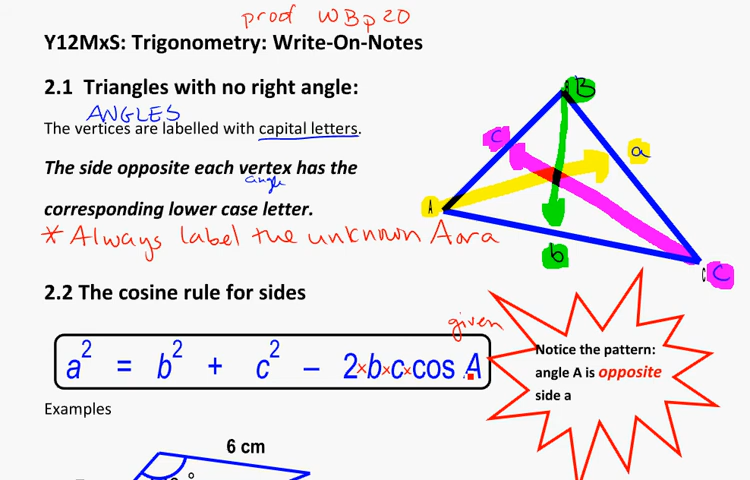 prod WBp20
Y12MxS: Trigonometry: Write-On-Notes
2.1 Triangles with no right angle:
ANGLES
The vertices are labelled with capital letters.
The side opposite each vertex has the
angle
corresponding lower case letter.
* Always label the unknown A or a
B
c
a
A
b
C
C
2.2 The cosine rule for sides
given
a² = b² + c² – 2×b×c×cos A
Notice the pattern:
angle A is opposite
side a
Examples
6 cm